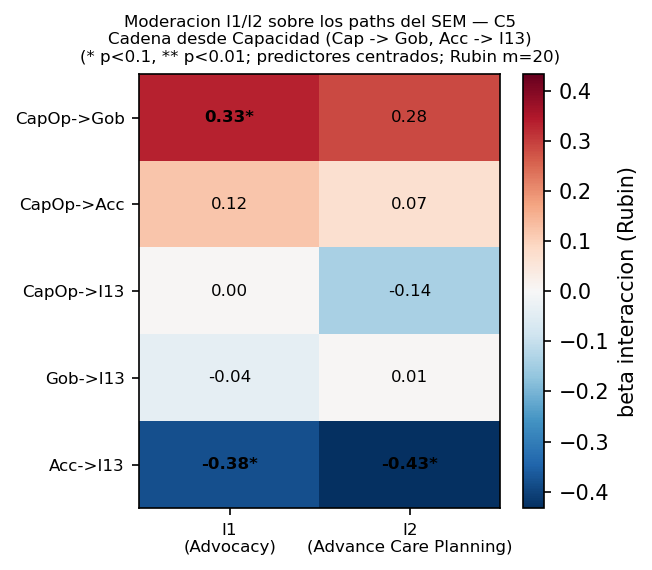 Moderacion I1/I2 sobre los paths del SEM — C5
Cadena desde Capacidad (Cap -> Gob, Acc -> I13)
(* p<0.1, ** p<0.01; predictores centrados; Rubin m=20)
CapOp->Gob
0.33*
0.28
CapOp->Acc
0.12
0.07
CapOp->I13
0.00
-0.14
Gob->I13
-0.04
0.01
Acc->I13
-0.38*
-0.43*
I1
(Advocacy)
I2
(Advance Care Planning)
0.4
0.3
0.2
0.1
0.0
−0.1
−0.2
−0.3
−0.4
beta interaccion (Rubin)